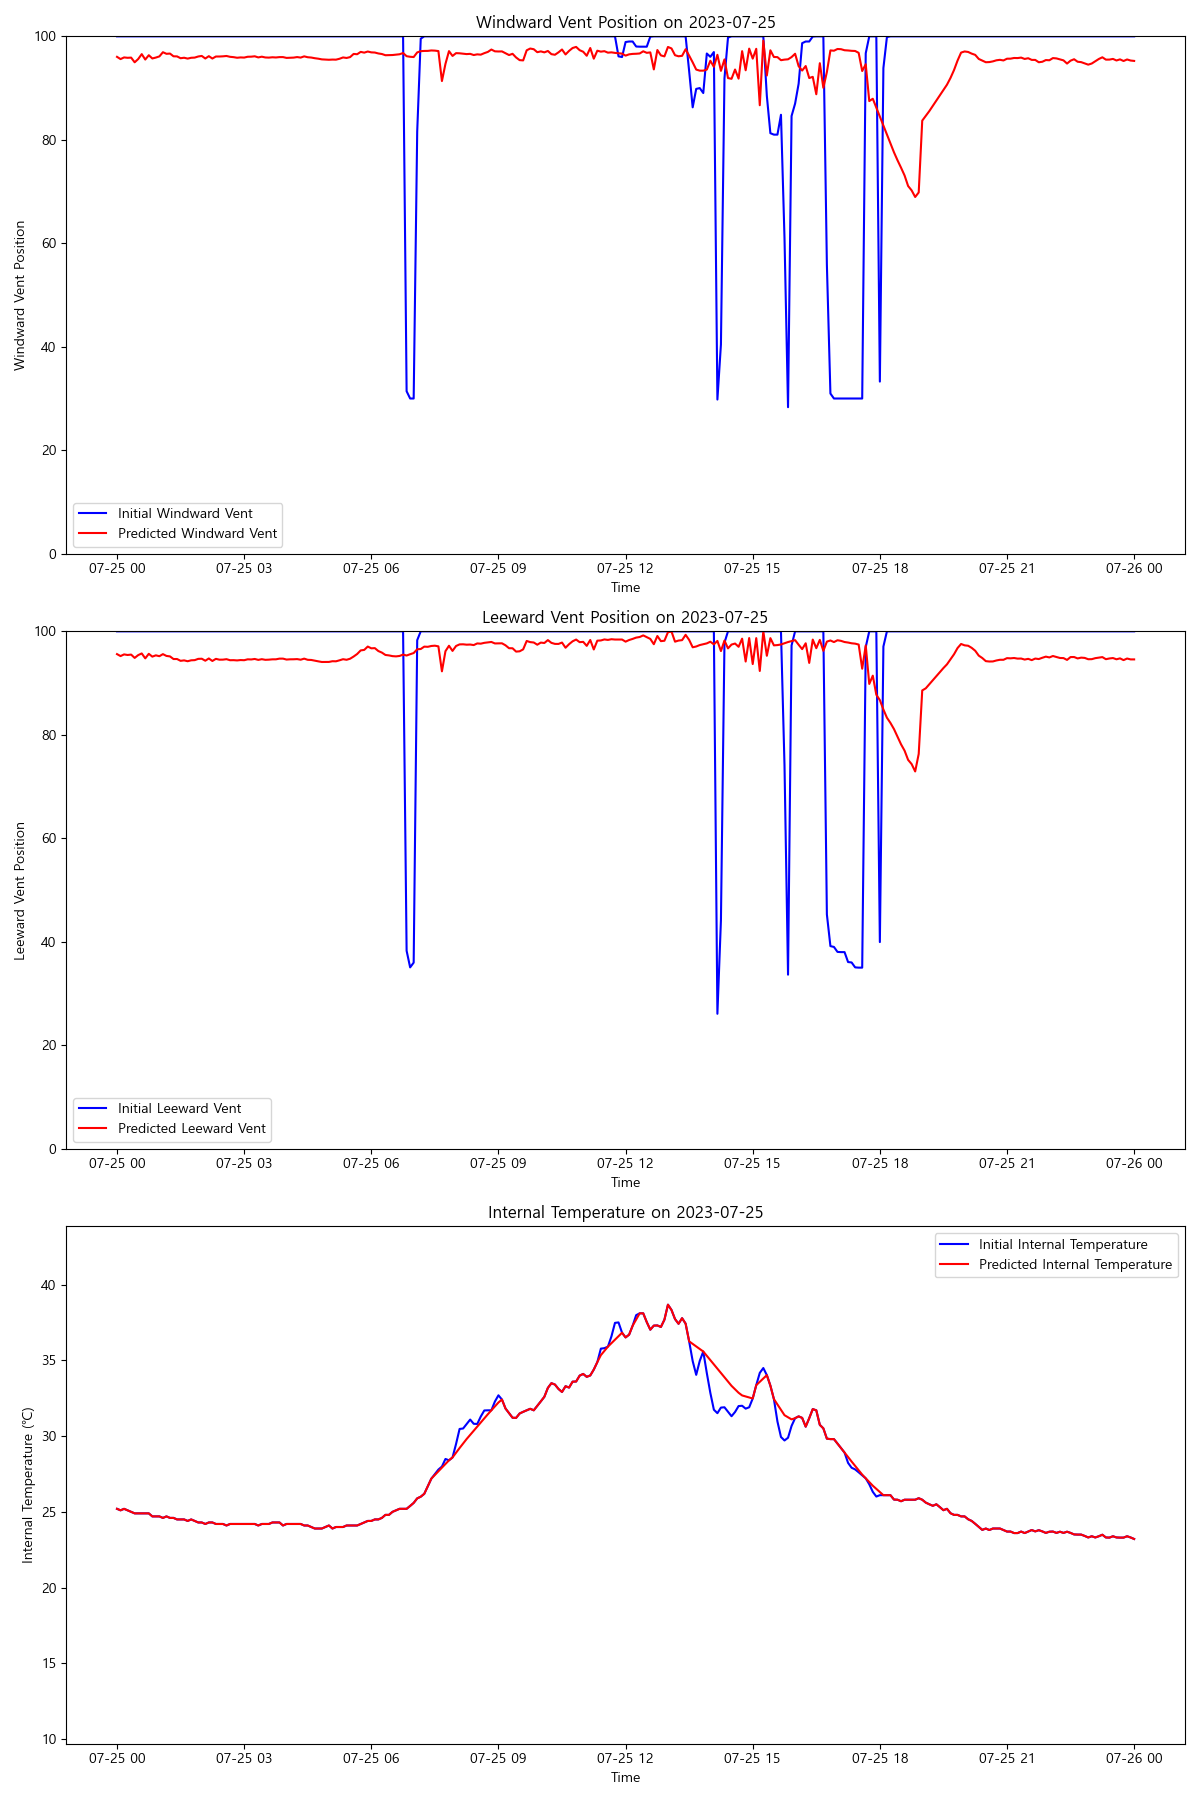 Windward Vent Position on 2023-07-25
100
80
60
40
20
0
Windward Vent Position
Initial Windward Vent
Predicted Windward Vent
07-25 00 07-25 03 07-25 06 07-25 09 07-25 12 07-25 15 07-25 18 07-25 21 07-26 00
Time
Leeward Vent Position on 2023-07-25
100
80
60
40
20
0
Leeward Vent Position
Initial Leeward Vent
Predicted Leeward Vent
07-25 00 07-25 03 07-25 06 07-25 09 07-25 12 07-25 15 07-25 18 07-25 21 07-26 00
Time
Internal Temperature on 2023-07-25
Initial Internal Temperature
Predicted Internal Temperature
40
35
30
25
20
15
10
Internal Temperature (℃)
07-25 00 07-25 03 07-25 06 07-25 09 07-25 12 07-25 15 07-25 18 07-25 21 07-26 00
Time